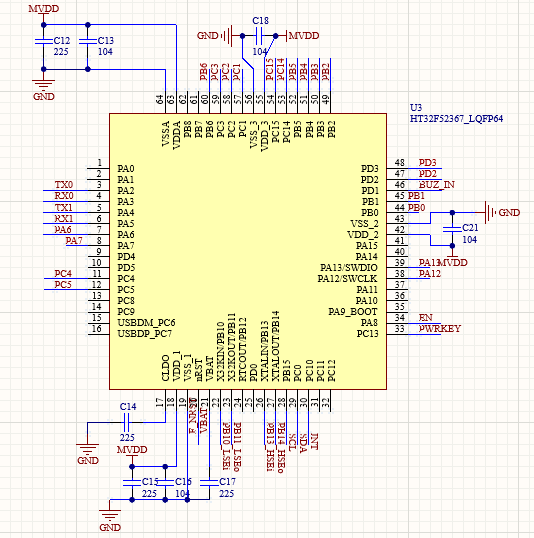 MVDD
C12
225
C13
104
GND
GND
C18
104
MVDD
PB6
PC3
PC2
PC1
PC15
PC14
PB5
PB4
PB3
PB2
64
63
62
61
60
59
58
57
56
55
54
53
52
51
50
49
VSSA
VDDA
PB8
PB7
PB6
PC3
PC2
PC1
VSS_3
VDD_3
PC15
PC14
PB5
PB4
PB3
PB2
U3
HT32F52367_LQFP64
1 PA0
2 PA1
TX0 3 PA2
RX0 4 PA3
TX1 5 PA4
RX1 6 PA5
PA6 7 PA6
PA7 8 PA7
9 PD4
10 PD5
PC4 11 PC4
PC5 12 PC5
13 PC8
14 PC9
15 USBDM_PC6
16 USBDP_PC7
PD3 48 PD3
PD2 47 PD2
PD1 46 BUZ_IN
PB1 45 PB1
PB0 44 PB0
VSS_2 43
VDD_2 42
PA15 41
PA14 40
PA13/SWDIO 39 PA13
PA12/SWCLK 38 PA12
PA11 37
PA10 36
PA9_BOOT 35
PA8 34 EN
PC13 33 PWRKEY
GND
C21
104
MVDD
CLDO
VDD_1
VSS_1
nRST
VBAT
X32KIN/PB10
X32KOUT/PB11
RTCOUT/PB12
PD0
XTALIN/PB13
XTALOUT/PB14
PB15
PC0
PC10
PC11
PC12
17
18
19
20
21
22
23
24
25
26
27
28
29
30
31
32
VBAT
PB10_LSEi
PB11_LSEo
PB13_HSEi
PB14_HSEo
SCL
SDA
INT
C14
225
GND
MVDD
C15
225
C16
104
C17
225
GND